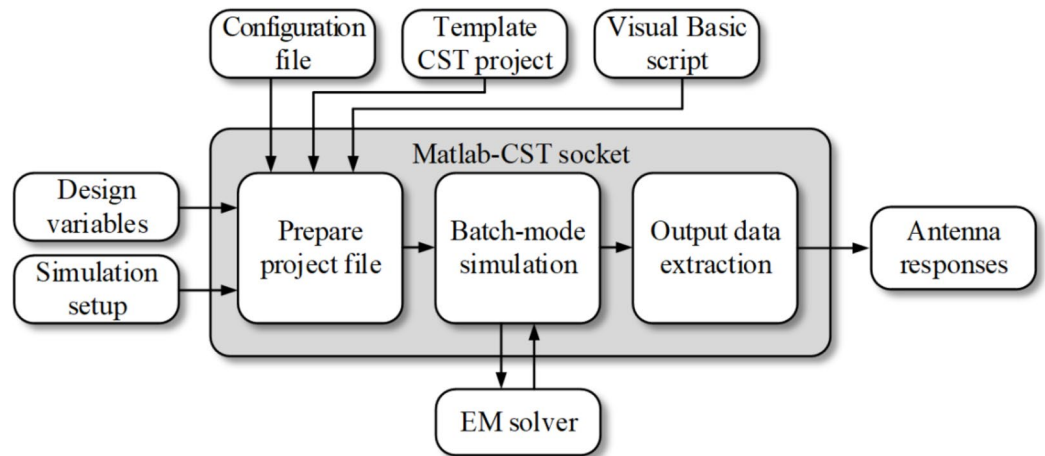 Configuration
file
Template
CST project
Visual Basic
script
Matlab-CST socket
Design
variables
Simulation
setup
Prepare
project file
Batch-mode
simulation
Output data
extraction
Antenna
responses
EM solver